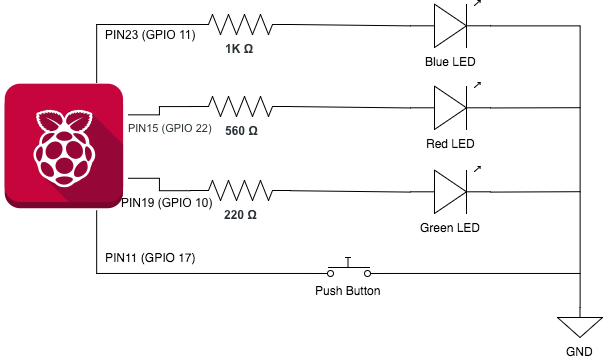 PIN23 (GPIO 11)
1K Ω
Blue LED
PIN15 (GPIO 22)
560 Ω
Red LED
PIN19 (GPIO 10)
220 Ω
Green LED
PIN11 (GPIO 17)
Push Button
GND